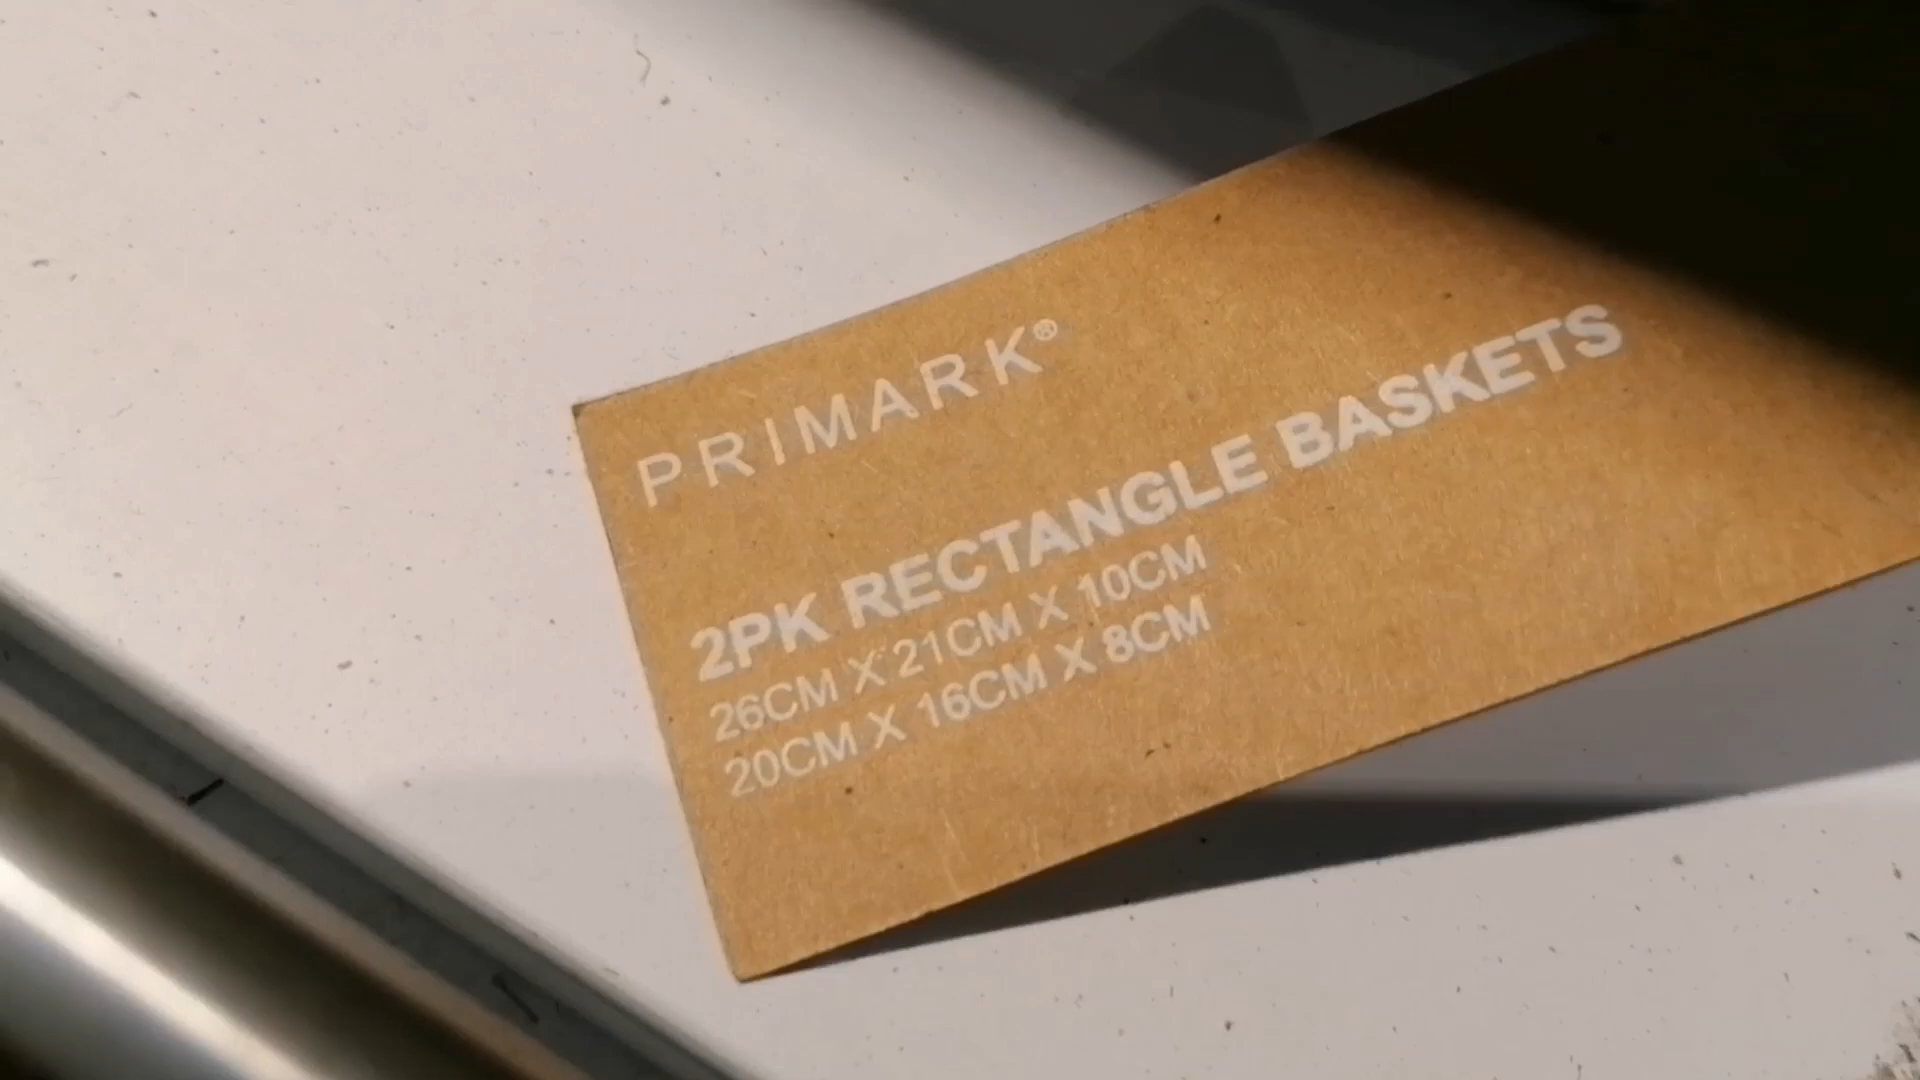 PRIMARK®
2PK RECTANGLE BASKETS
26CM X 21CM X 10CM
20CM X 16CM X 8CM